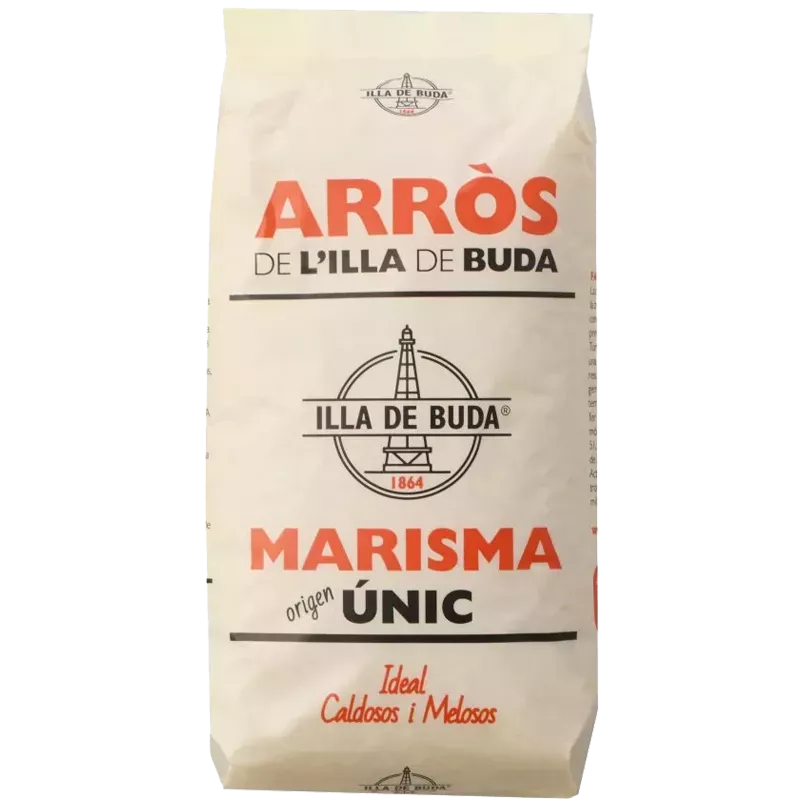 ILLA DE BUDA®
1864
ARRÒS
DE L'ILLA DE BUDA
ILLA DE BUDA®
1864
MARISMA
origen ÚNIC
Ideal
Caldosos i Melosos
ILLA DE BUDA®